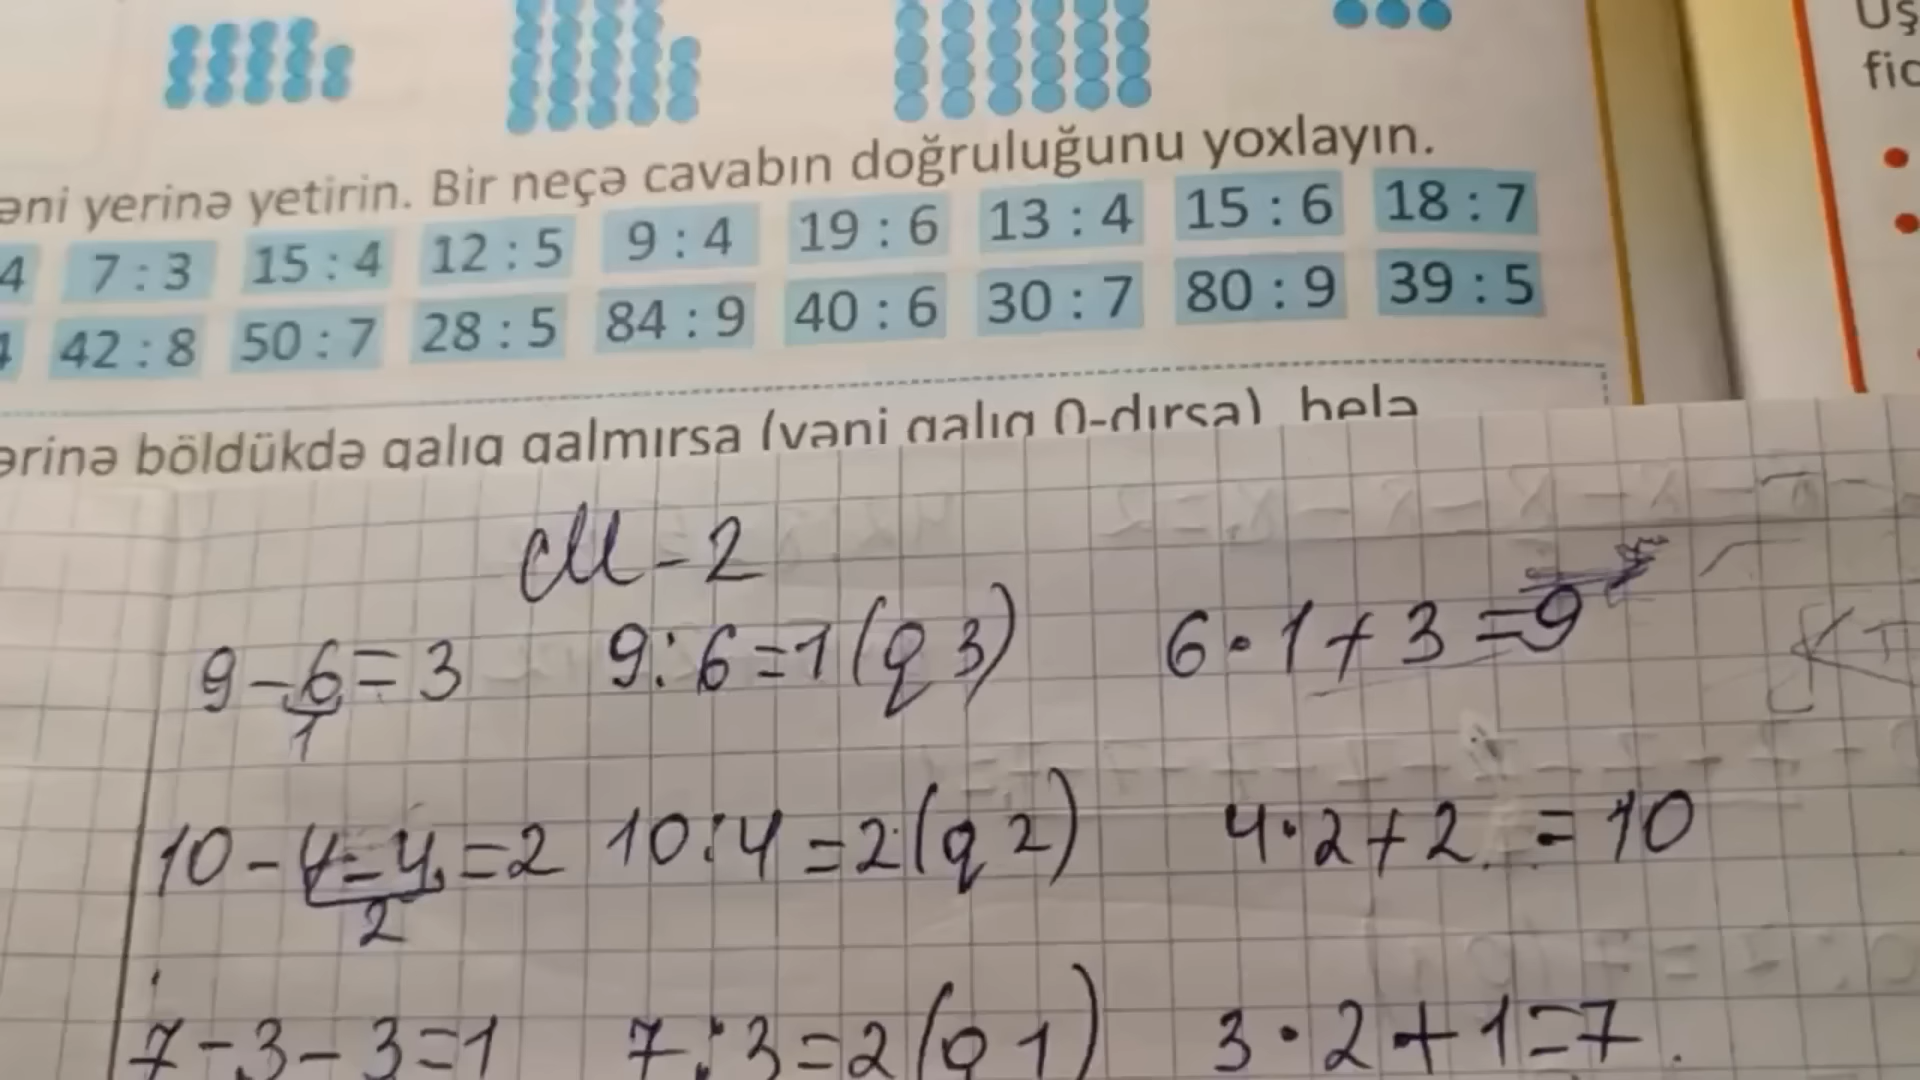 Uş
fic
əni yerinə yetirin. Bir neçə cavabın doğruluğunu yoxlayın.
4 7 : 3 15 : 4 12 : 5 9 : 4 19 : 6 13 : 4 15 : 6 18 : 7
4 42 : 8 50 : 7 28 : 5 84 : 9 40 : 6 30 : 7 80 : 9 39 : 5
ərinə böldükdə qalıq qalmırsa (yəni qalıq 0-dırsa), belə
M-2
9-6=3 9:6=1(q 3) 6·1+3=9
1
10-4-4=2 10:4=2(q 2) 4·2+2=10
2
7-3-3=1 7:3=2(q 1) 3·2+1=7.